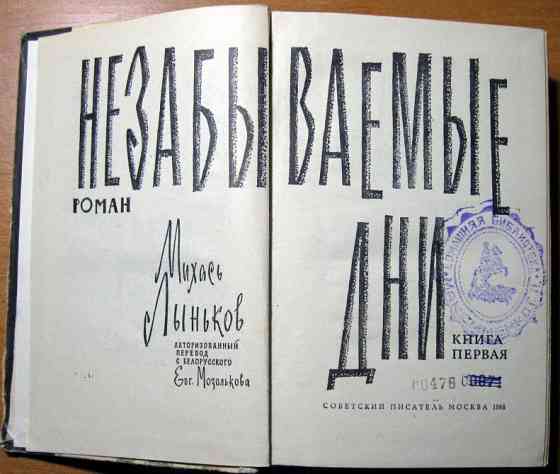 НЕЗАБЫВАЕМЫЕ
ДНИ
РОМАН
Михась
Лыньков
АВТОРИЗОВАННЫЙ
ПЕРЕВОД
С БЕЛОРУССКОГО
Евг. Мозолькова
КНИГА
ПЕРВАЯ
СОВЕТСКИЙ ПИСАТЕЛЬ МОСКВА